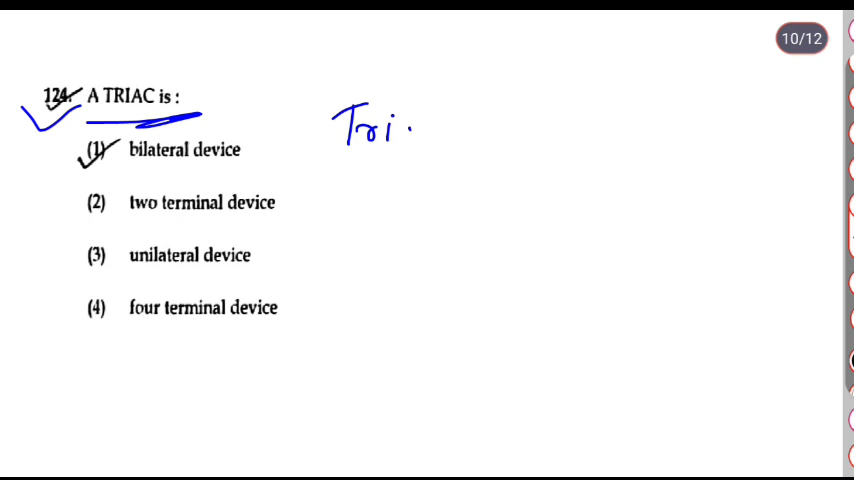 10/12
124. A TRIAC is :
Tri.
(1) bilateral device
(2) two terminal device
(3) unilateral device
(4) four terminal device